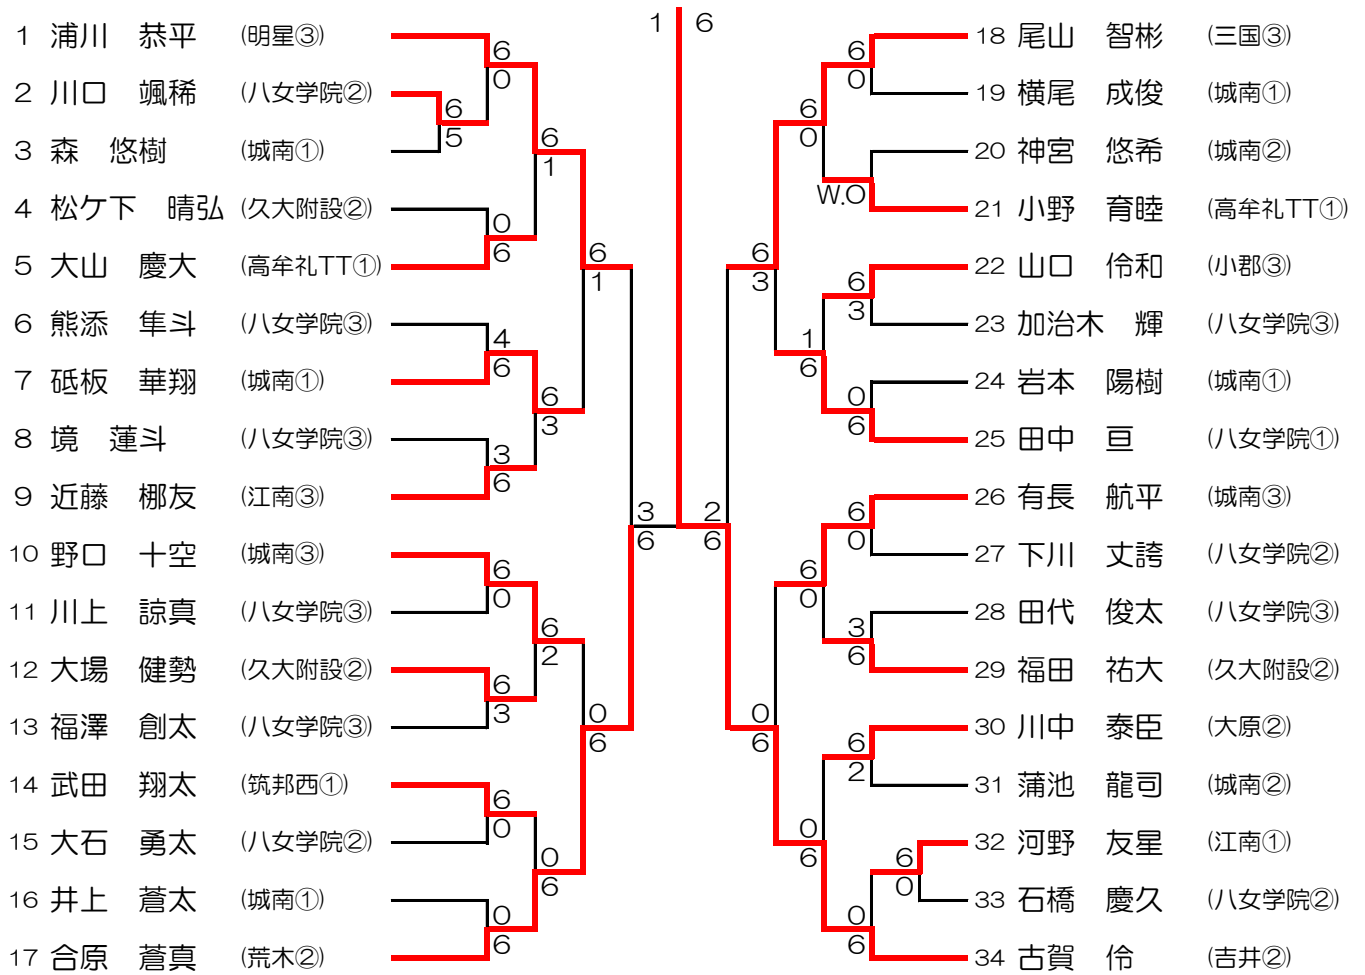 1 6
1 浦川 恭平 (明星③)
2 川口 颯稀 (八女学院②)
3 森 悠樹 (城南①)
4 松ケ下 晴弘 (久大附設②)
5 大山 慶大 (高牟礼TT①)
6 熊添 隼斗 (八女学院③)
7 砥板 華翔 (城南①)
8 境 蓮斗 (八女学院③)
9 近藤 梛友 (江南③)
10 野口 十空 (城南③)
11 川上 諒真 (八女学院③)
12 大場 健勢 (久大附設②)
13 福澤 創太 (八女学院③)
14 武田 翔太 (筑邦西①)
15 大石 勇太 (八女学院②)
16 井上 蒼太 (城南①)
17 合原 蒼真 (荒木②)
6
0
6
5
6
1
0
6
6
1
4
6
6
3
3
6
3
6
6
0
6
2
6
3
0
6
6
0
0
6
0
6
18 尾山 智彬 (三国③)
19 横尾 成俊 (城南①)
20 神宮 悠希 (城南②)
21 小野 育睦 (高牟礼TT①)
22 山口 伶和 (小郡③)
23 加治木 輝 (八女学院③)
24 岩本 陽樹 (城南①)
25 田中 亘 (八女学院①)
26 有長 航平 (城南③)
27 下川 丈誇 (八女学院②)
28 田代 俊太 (八女学院③)
29 福田 祐大 (久大附設②)
30 川中 泰臣 (大原②)
31 蒲池 龍司 (城南②)
32 河野 友星 (江南①)
33 石橋 慶久 (八女学院②)
34 古賀 伶 (吉井②)
6
0
6
0
W.O
6
3
6
3
1
6
0
6
2
6
6
0
6
0
3
6
0
6
6
2
0
6
6
0
0
6